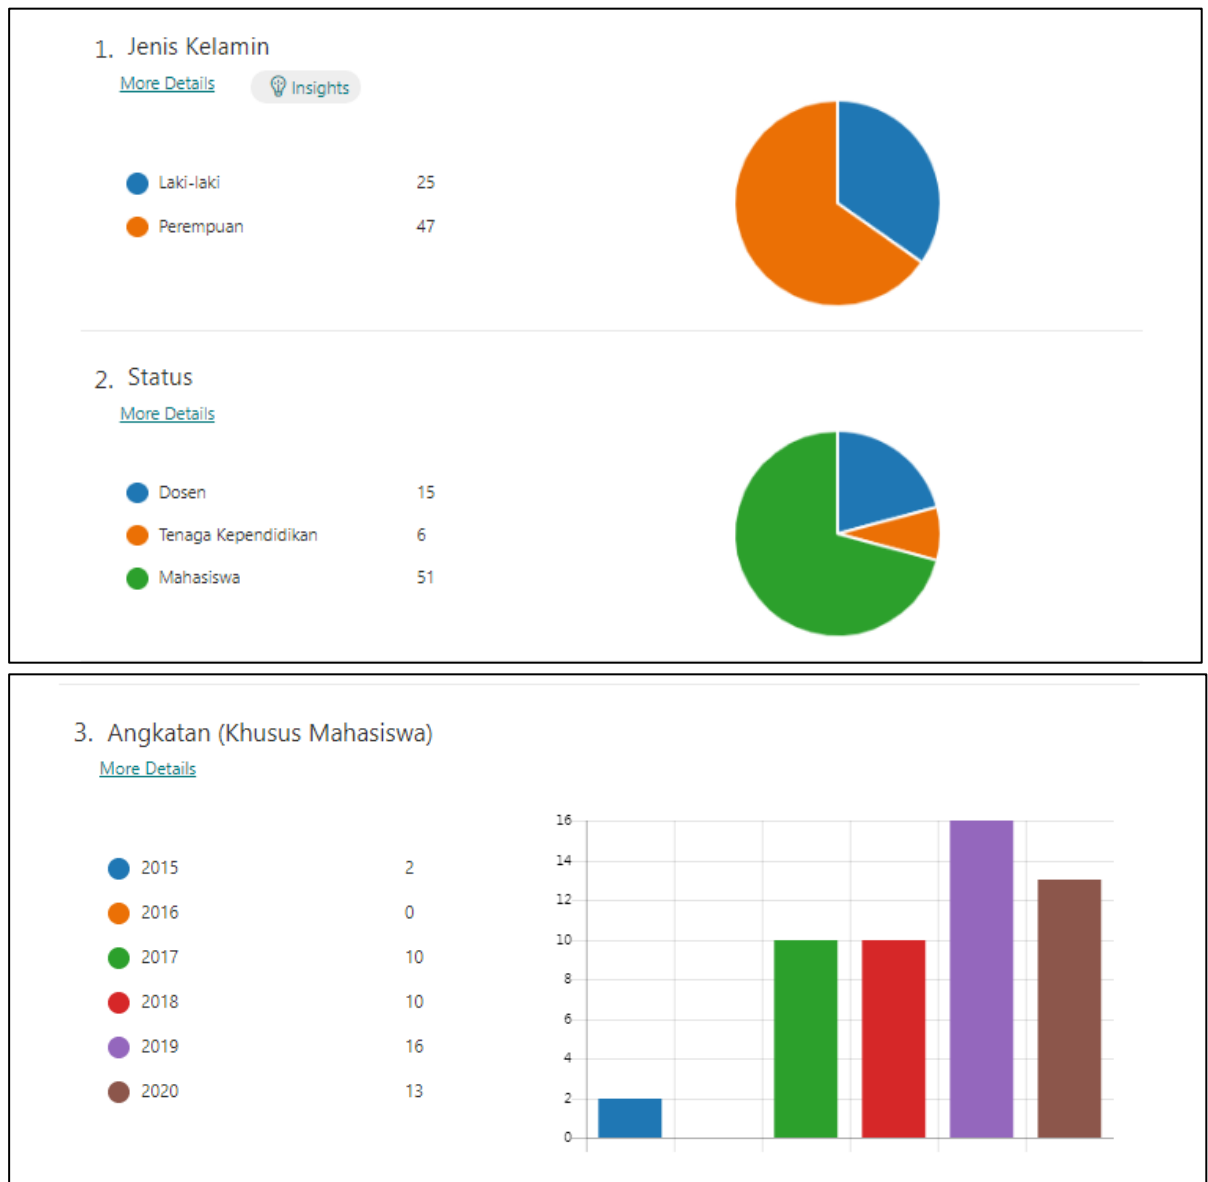 1. Jenis Kelamin
More Details
Insights
Laki-laki 25
Perempuan 47
2. Status
More Details
Dosen 15
Tenaga Kependidikan 6
Mahasiswa 51
3. Angkatan (Khusus Mahasiswa)
More Details
2015 2
2016 0
2017 10
2018 10
2019 16
2020 13
16
14
12
10
8
6
4
2
0